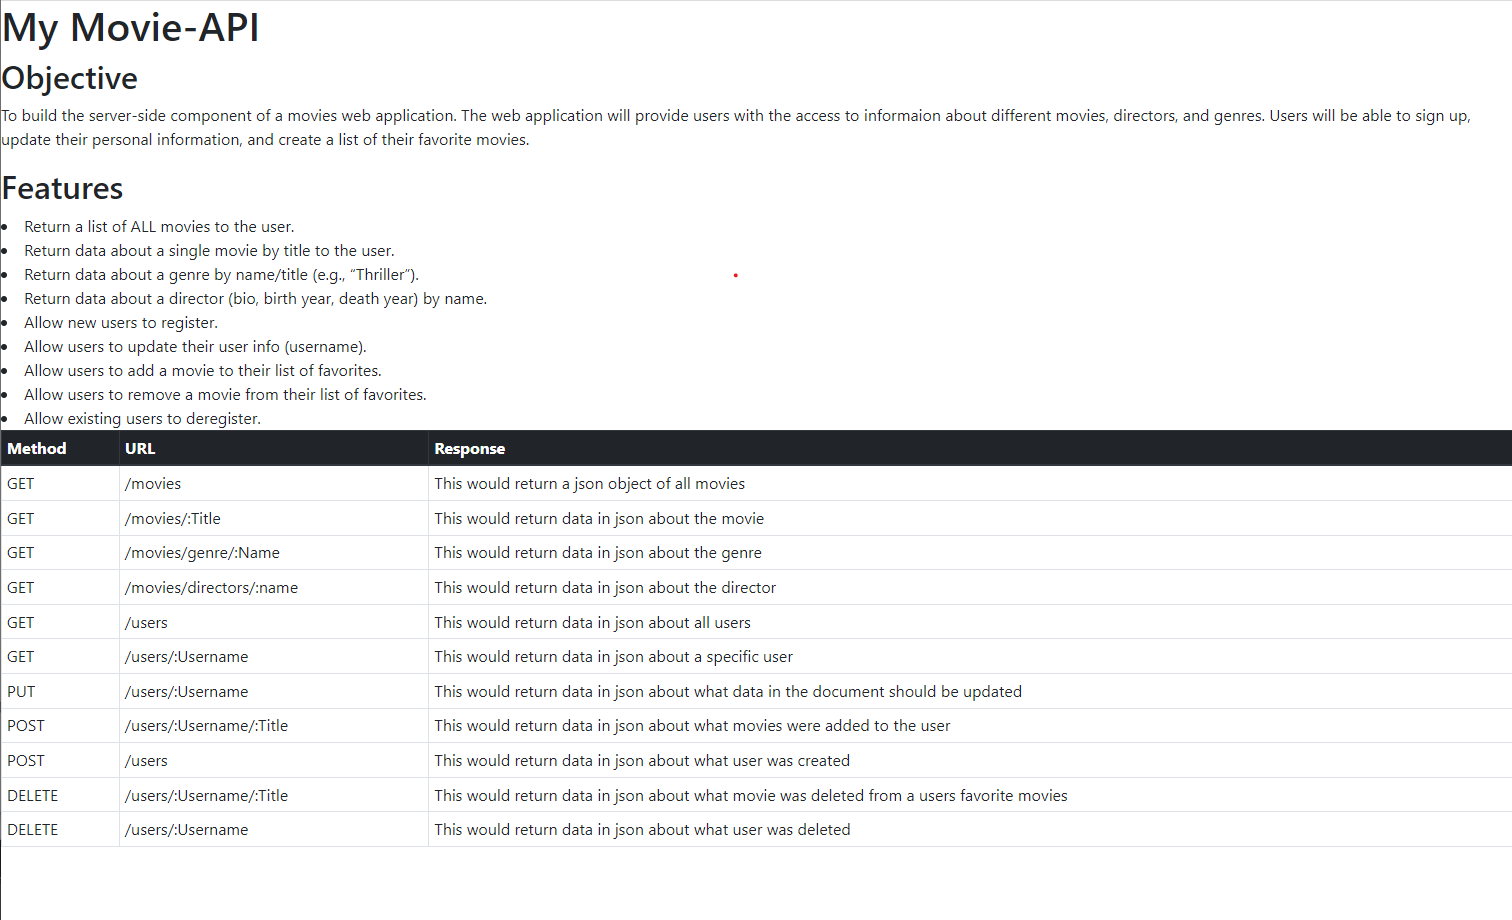 My Movie-API
Objective
To build the server-side component of a movies web application. The web application will provide users with the access to informaion about different movies, directors, and genres. Users will be able to sign up,
update their personal information, and create a list of their favorite movies.
Features
• Return a list of ALL movies to the user.
• Return data about a single movie by title to the user.
• Return data about a genre by name/title (e.g., “Thriller”).
• Return data about a director (bio, birth year, death year) by name.
• Allow new users to register.
• Allow users to update their user info (username).
• Allow users to add a movie to their list of favorites.
• Allow users to remove a movie from their list of favorites.
• Allow existing users to deregister.
Method URL Response
GET /movies This would return a json object of all movies
GET /movies/:Title This would return data in json about the movie
GET /movies/genre/:Name This would return data in json about the genre
GET /movies/directors/:name This would return data in json about the director
GET /users This would return data in json about all users
GET /users/:Username This would return data in json about a specific user
PUT /users/:Username This would return data in json about what data in the document should be updated
POST /users/:Username/:Title This would return data in json about what movies were added to the user
POST /users This would return data in json about what user was created
DELETE /users/:Username/:Title This would return data in json about what movie was deleted from a users favorite movies
DELETE /users/:Username This would return data in json about what user was deleted